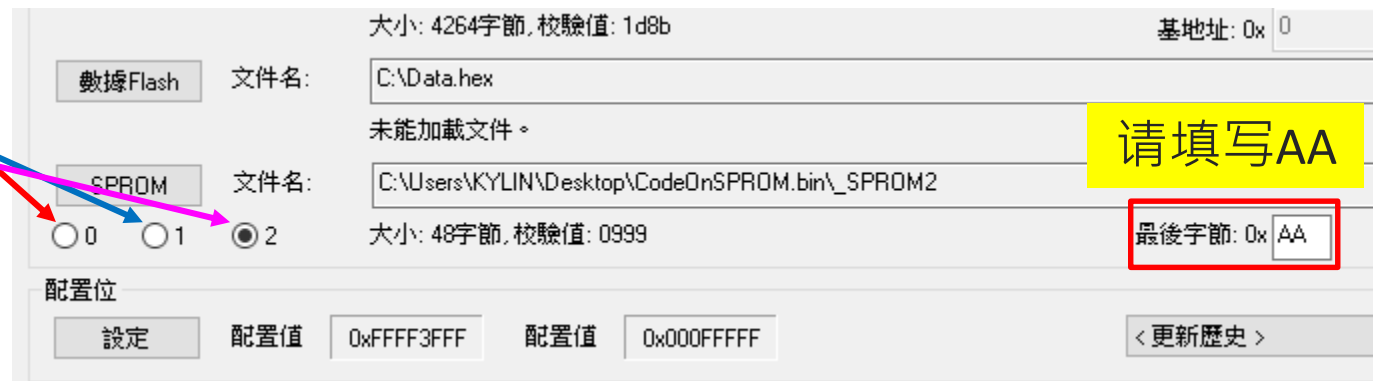 大小: 4264字節, 校驗值: 1d8b 基地址: 0x 0
數據Flash 文件名: C:\Data.hex
未能加載文件。
请填写AA
SPROM 文件名: C:\Users\KYLIN\Desktop\CodeOnSPROM.bin\_SPROM2
0 1 2 大小: 48字節, 校驗值: 0999 最後字節: 0x AA
配置位
設定 配置值 0xFFFF3FFF 配置值 0x000FFFFF < 更新歷史 >